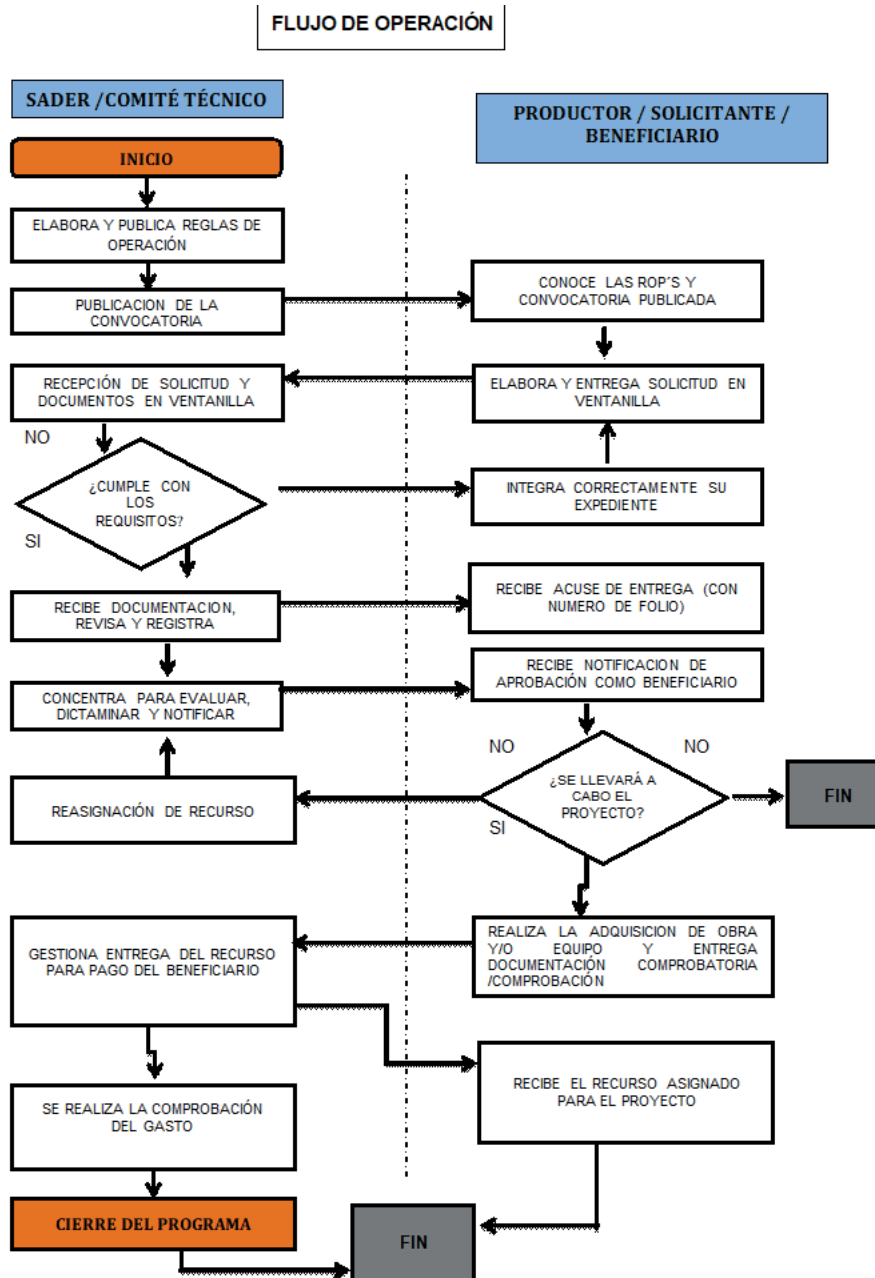 FLUJO DE OPERACIÓN
SADER /COMITÉ TÉCNICO
PRODUCTOR / SOLICITANTE /
BENEFICIARIO
INICIO
ELABORA Y PUBLICA REGLAS DE
OPERACIÓN
PUBLICACION DE LA
CONVOCATORIA
CONOCE LAS ROP´S Y
CONVOCATORIA PUBLICADA
RECEPCIÓN DE SOLICITUD Y
DOCUMENTOS EN VENTANILLA
ELABORA Y ENTREGA SOLICITUD EN
VENTANILLA
NO
¿CUMPLE CON
LOS
REQUISITOS?
SI
INTEGRA CORRECTAMENTE SU
EXPEDIENTE
RECIBE DOCUMENTACION,
REVISA Y REGISTRA
RECIBE ACUSE DE ENTREGA (CON
NUMERO DE FOLIO)
CONCENTRA PARA EVALUAR,
DICTAMINAR Y NOTIFICAR
RECIBE NOTIFICACION DE
APROBACIÓN COMO BENEFICIARIO
NO
NO
¿SE LLEVARÁ A
CABO EL
PROYECTO?
SI
FIN
REASIGNACIÓN DE RECURSO
REALIZA LA ADQUISICION DE OBRA
Y/O EQUIPO Y ENTREGA
DOCUMENTACIÓN COMPROBATORIA
/COMPROBACIÓN
GESTIONA ENTREGA DEL RECURSO
PARA PAGO DEL BENEFICIARIO
RECIBE EL RECURSO ASIGNADO
PARA EL PROYECTO
SE REALIZA LA COMPROBACIÓN
DEL GASTO
CIERRE DEL PROGRAMA
FIN